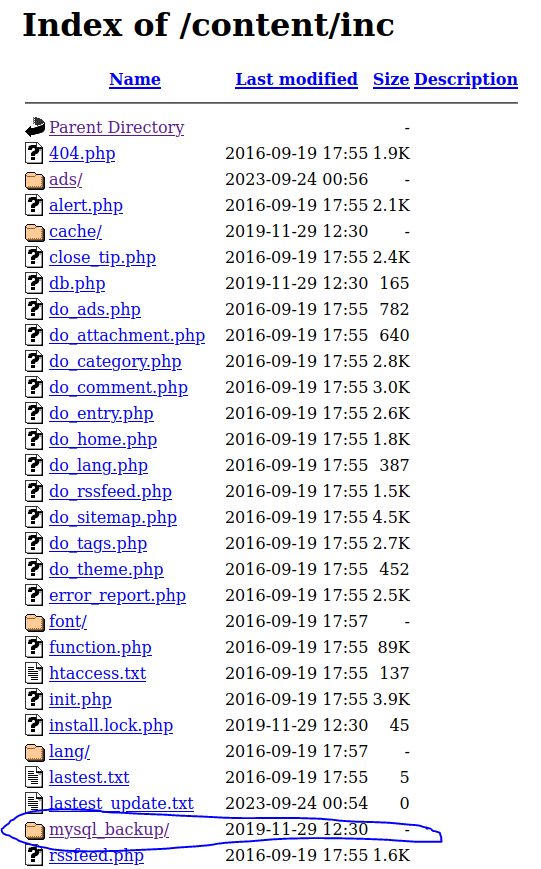 Index of /content/inc
Name Last modified Size Description
Parent Directory -
404.php 2016-09-19 17:55 1.9K
ads/ 2023-09-24 00:56 -
alert.php 2016-09-19 17:55 2.1K
cache/ 2019-11-29 12:30 -
close_tip.php 2016-09-19 17:55 2.4K
db.php 2019-11-29 12:30 165
do_ads.php 2016-09-19 17:55 782
do_attachment.php 2016-09-19 17:55 640
do_category.php 2016-09-19 17:55 2.8K
do_comment.php 2016-09-19 17:55 3.0K
do_entry.php 2016-09-19 17:55 2.6K
do_home.php 2016-09-19 17:55 1.8K
do_lang.php 2016-09-19 17:55 387
do_rssfeed.php 2016-09-19 17:55 1.5K
do_sitemap.php 2016-09-19 17:55 4.5K
do_tags.php 2016-09-19 17:55 2.7K
do_theme.php 2016-09-19 17:55 452
error_report.php 2016-09-19 17:55 2.5K
font/ 2016-09-19 17:57 -
function.php 2016-09-19 17:55 89K
htaccess.txt 2016-09-19 17:55 137
init.php 2016-09-19 17:55 3.9K
install.lock.php 2019-11-29 12:30 45
lang/ 2016-09-19 17:57 -
lastest.txt 2016-09-19 17:55 5
lastest_update.txt 2023-09-24 00:54 0
mysql_backup/ 2019-11-29 12:30 -
rssfeed.php 2016-09-19 17:55 1.6K